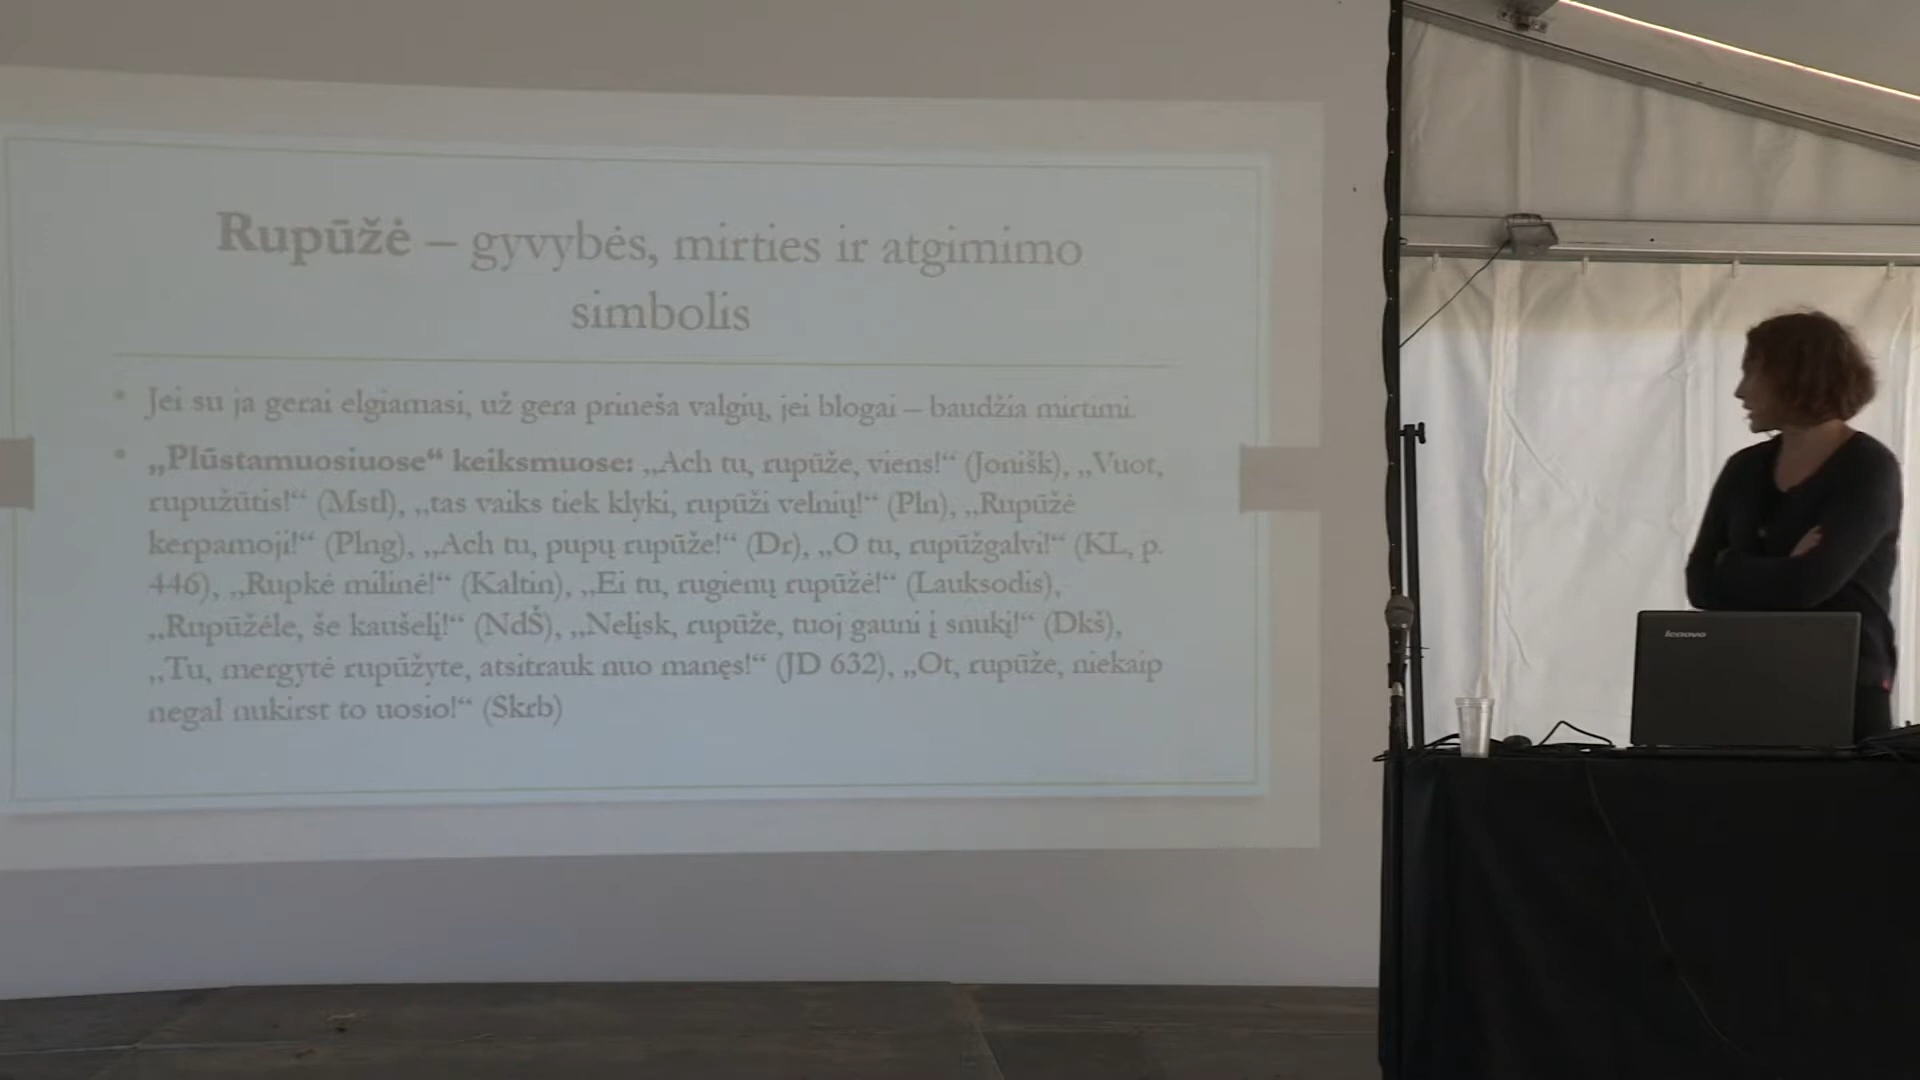 Rupūžė – gyvybės, mirties ir atgimimo
simbolis
• Jei su ja gerai elgiamasi, už gera prineša valgių, jei blogai – baudžia mirtimi.
• „Plūstamuosiuose“ keiksmuose: „Ach tu, rupūže, viens!“ (Jonišk), „Vuot,
rupužūtis!“ (Mstl), „tas vaiks tiek klyki, rupūži velnių!“ (Pln), „Rupūžė
kerpamoji!“ (Plng), „Ach tu, pupų rupūže!“ (Dr), „O tu, rupūžgalvi!“ (KL, p.
446), „Rupkė milinė!“ (Kaltin), „Ei tu, rugienų rupūžė!“ (Lauksodis),
„Rupūžėle, še kaušelį!“ (NdŠ), „Nelįsk, rupūže, tuoj gauni į snukį!“ (Dkš),
„Tu, mergytė rupūžyte, atsitrauk nuo manęs!“ (JD 632), „Ot, rupūže, niekaip
negal nukirst to uosio!“ (Skrb)
lenovo